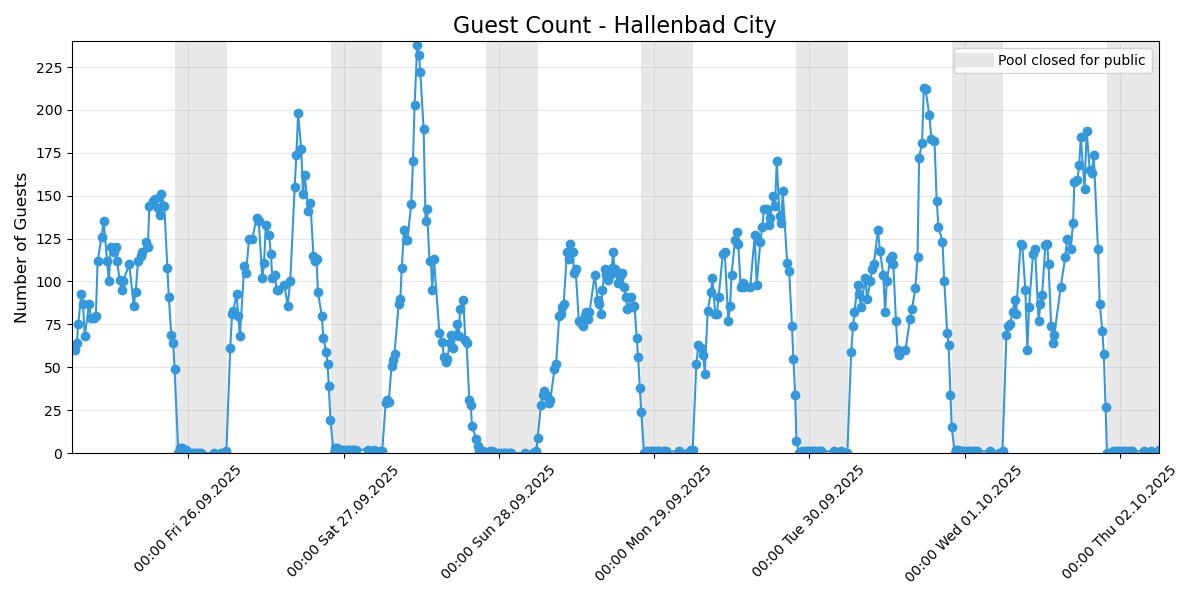 Guest Count - Hallenbad City
Pool closed for public
Number of Guests
225
200
175
150
125
100
75
50
25
0
00:00 Fri 26.09.2025
00:00 Sat 27.09.2025
00:00 Sun 28.09.2025
00:00 Mon 29.09.2025
00:00 Tue 30.09.2025
00:00 Wed 01.10.2025
00:00 Thu 02.10.2025